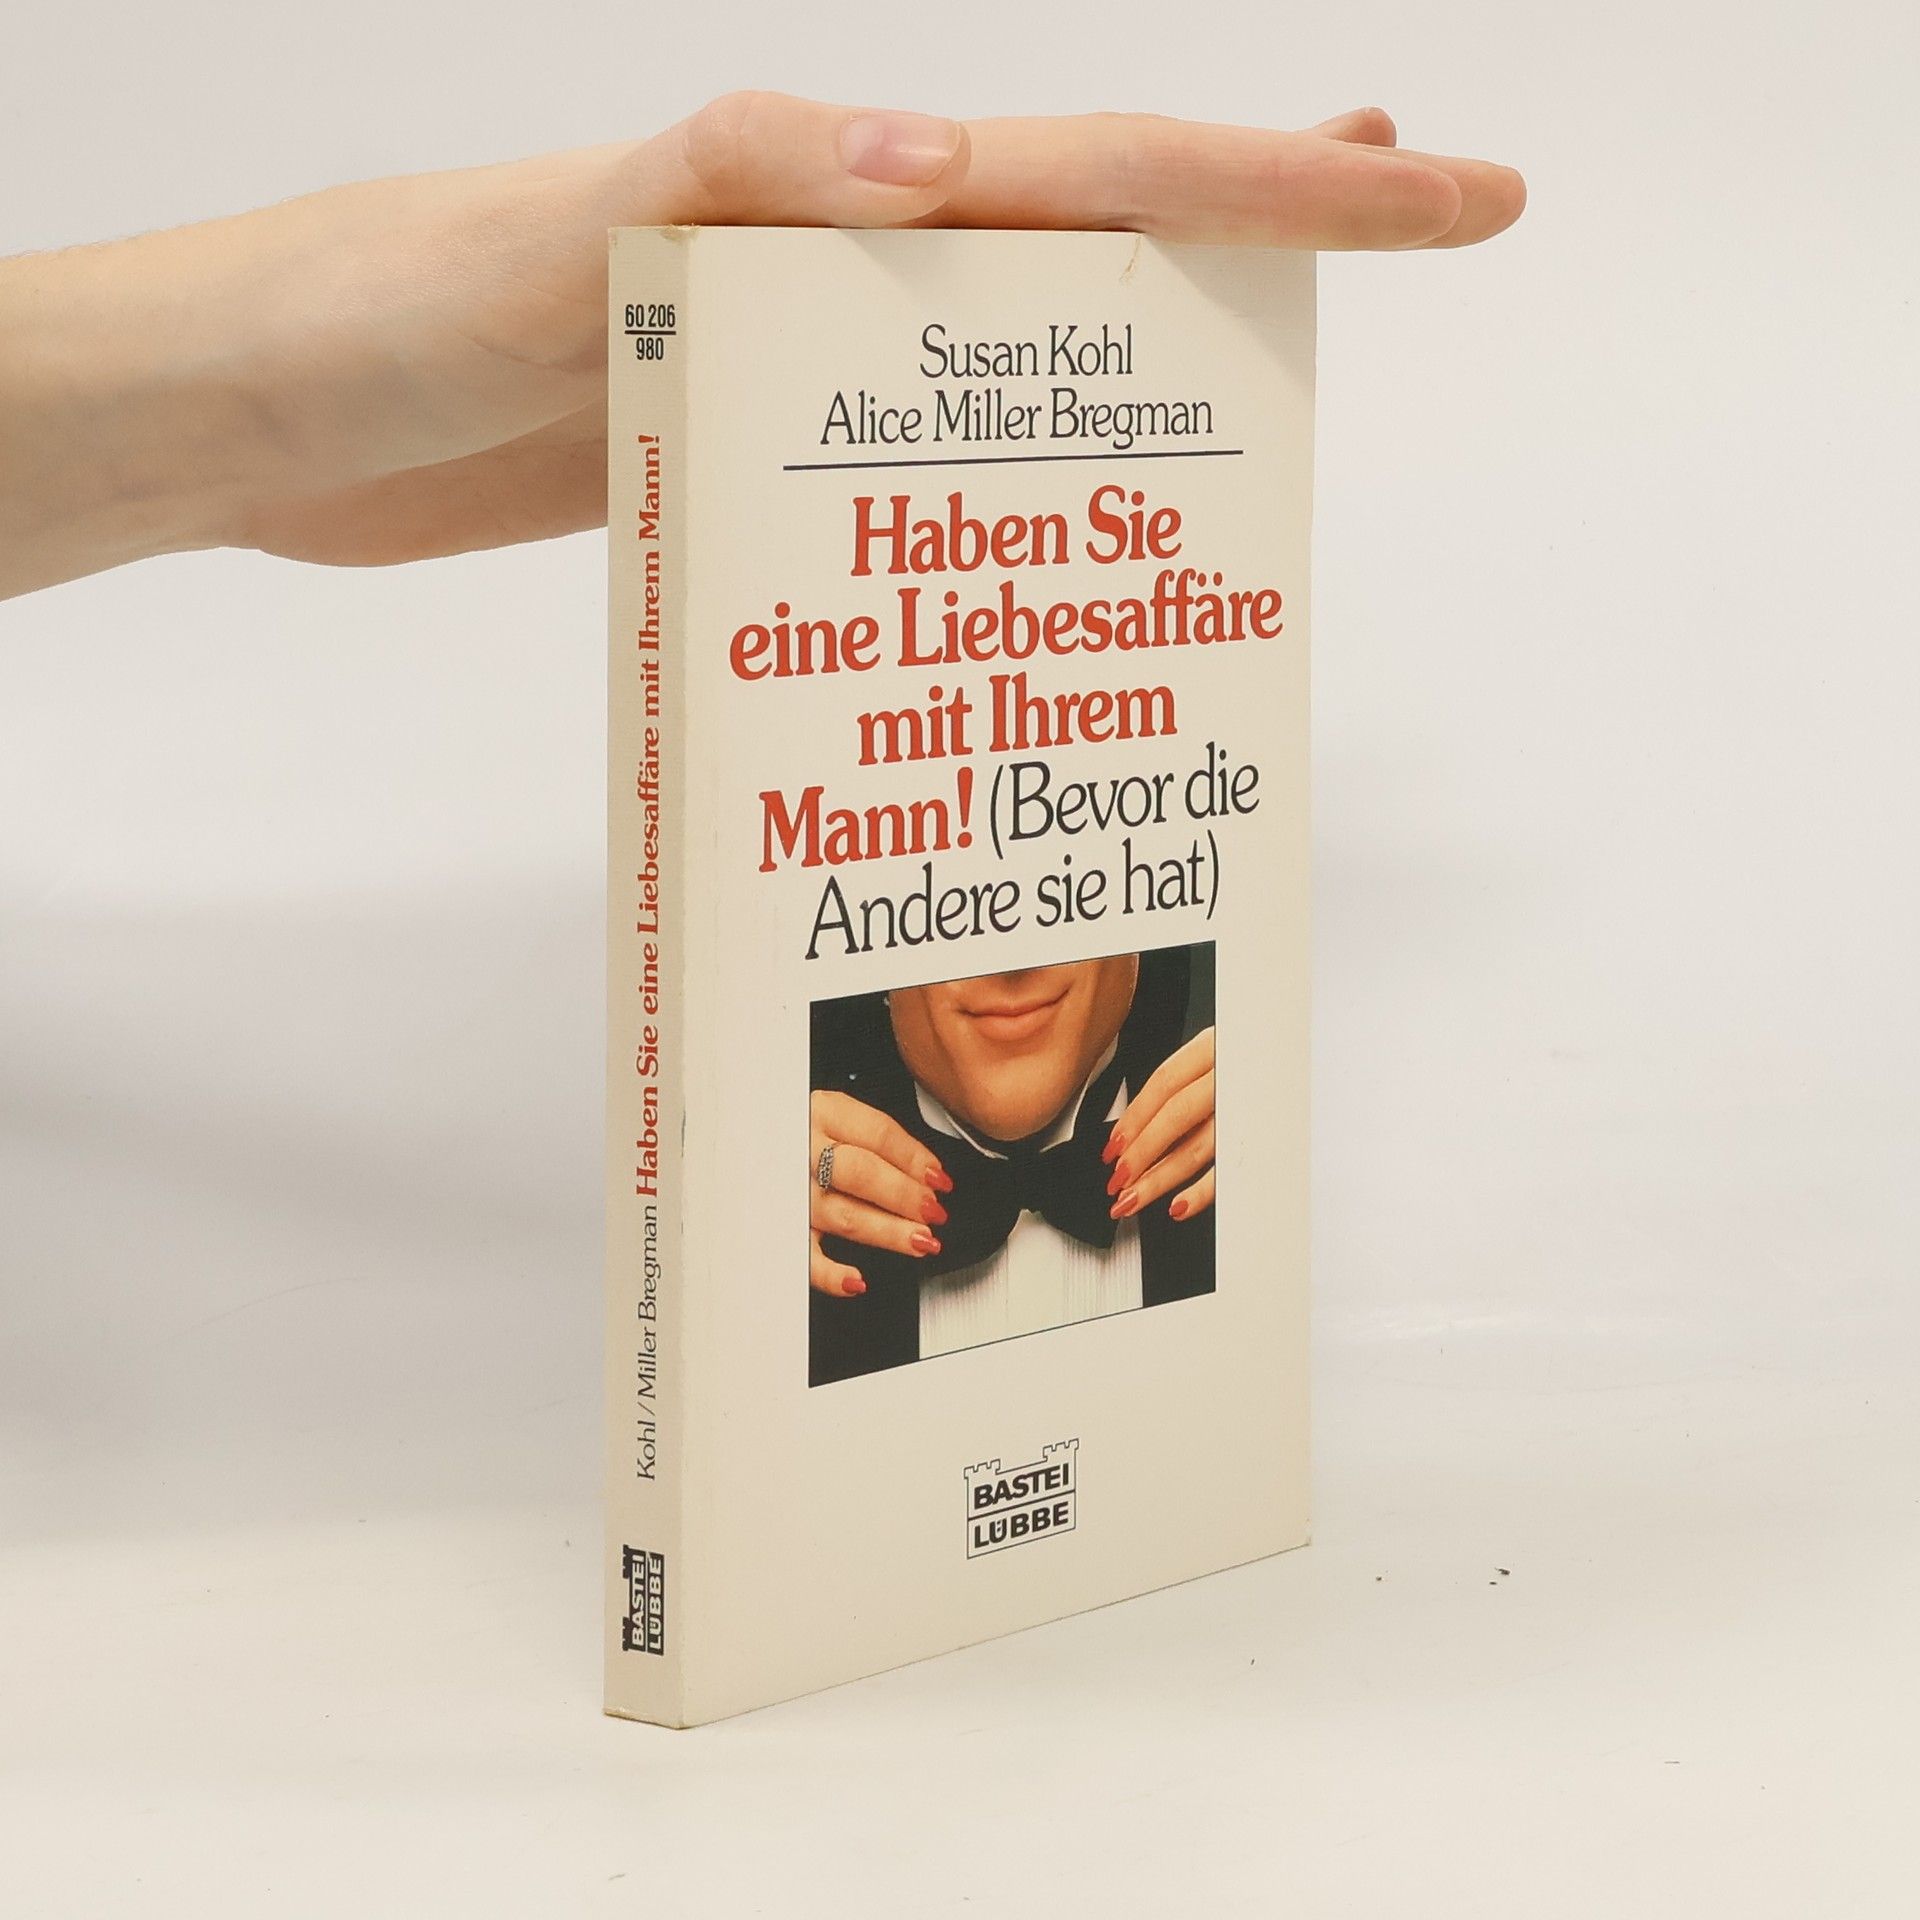 60 206
980
Kohl / Miller Bregman Haben Sie eine Liebesaffäre mit Ihrem Mann!
BASTEI
LÜBBE
Susan Kohl
Alice Miller Bregman
Haben Sie
eine Liebesaffäre
mit Ihrem
Mann! (Bevor die
Andere sie hat)
BASTEI
LÜBBE